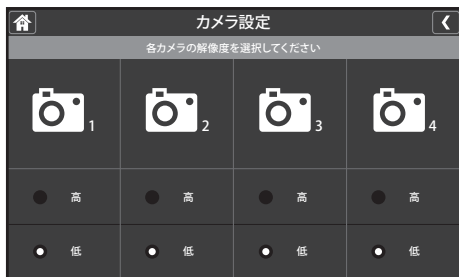 カメラ設定
各カメラの解像度を選択してください
1 2 3 4
高 高 高 高
低 低 低 低